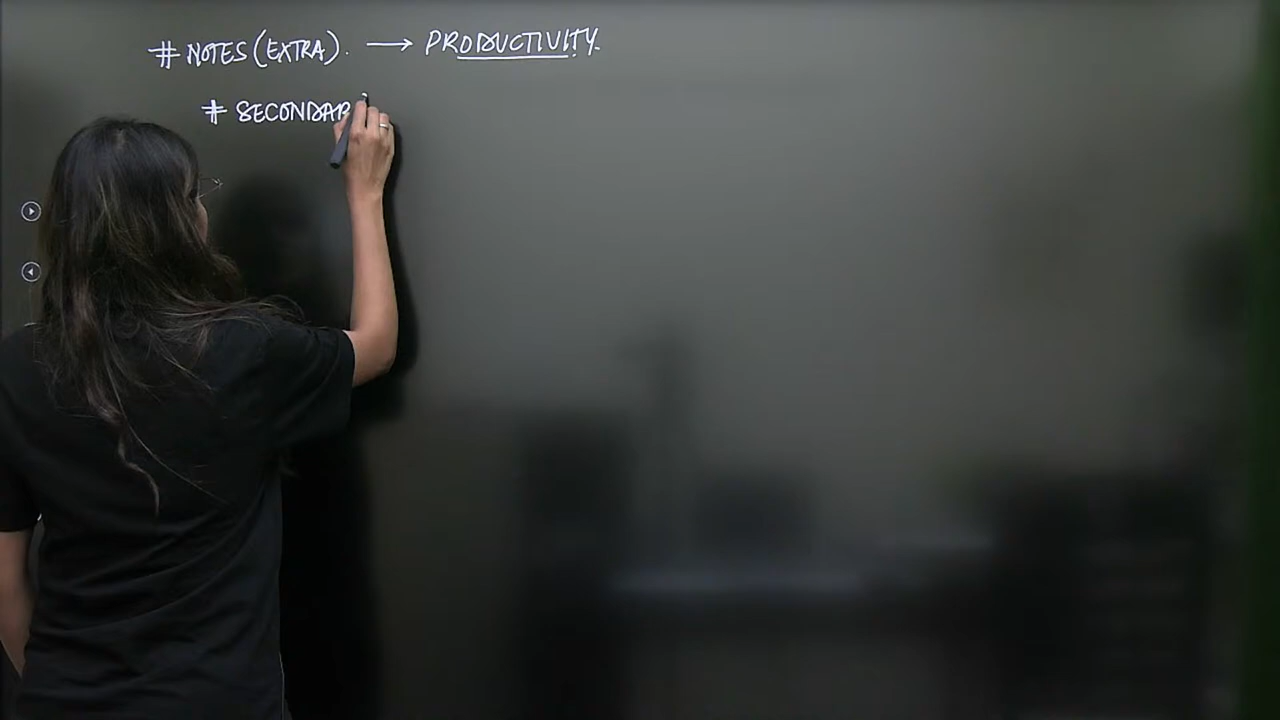 # NOTES (EXTRA). → PRODUCTIVITY.
# SECONDAR